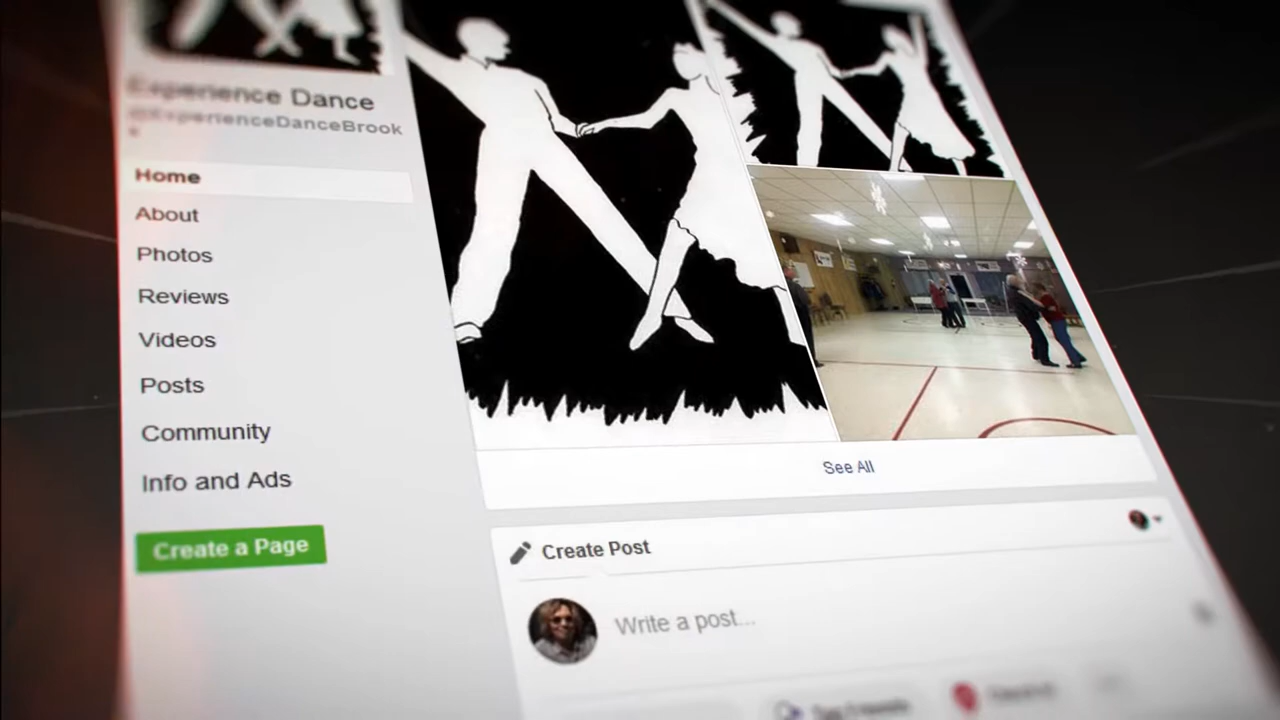 Experience Dance
@ExperienceDanceBrook
Home
About
Photos
Reviews
Videos
Posts
Community
Info and Ads
Create a Page
See All
Create Post
Write a post...